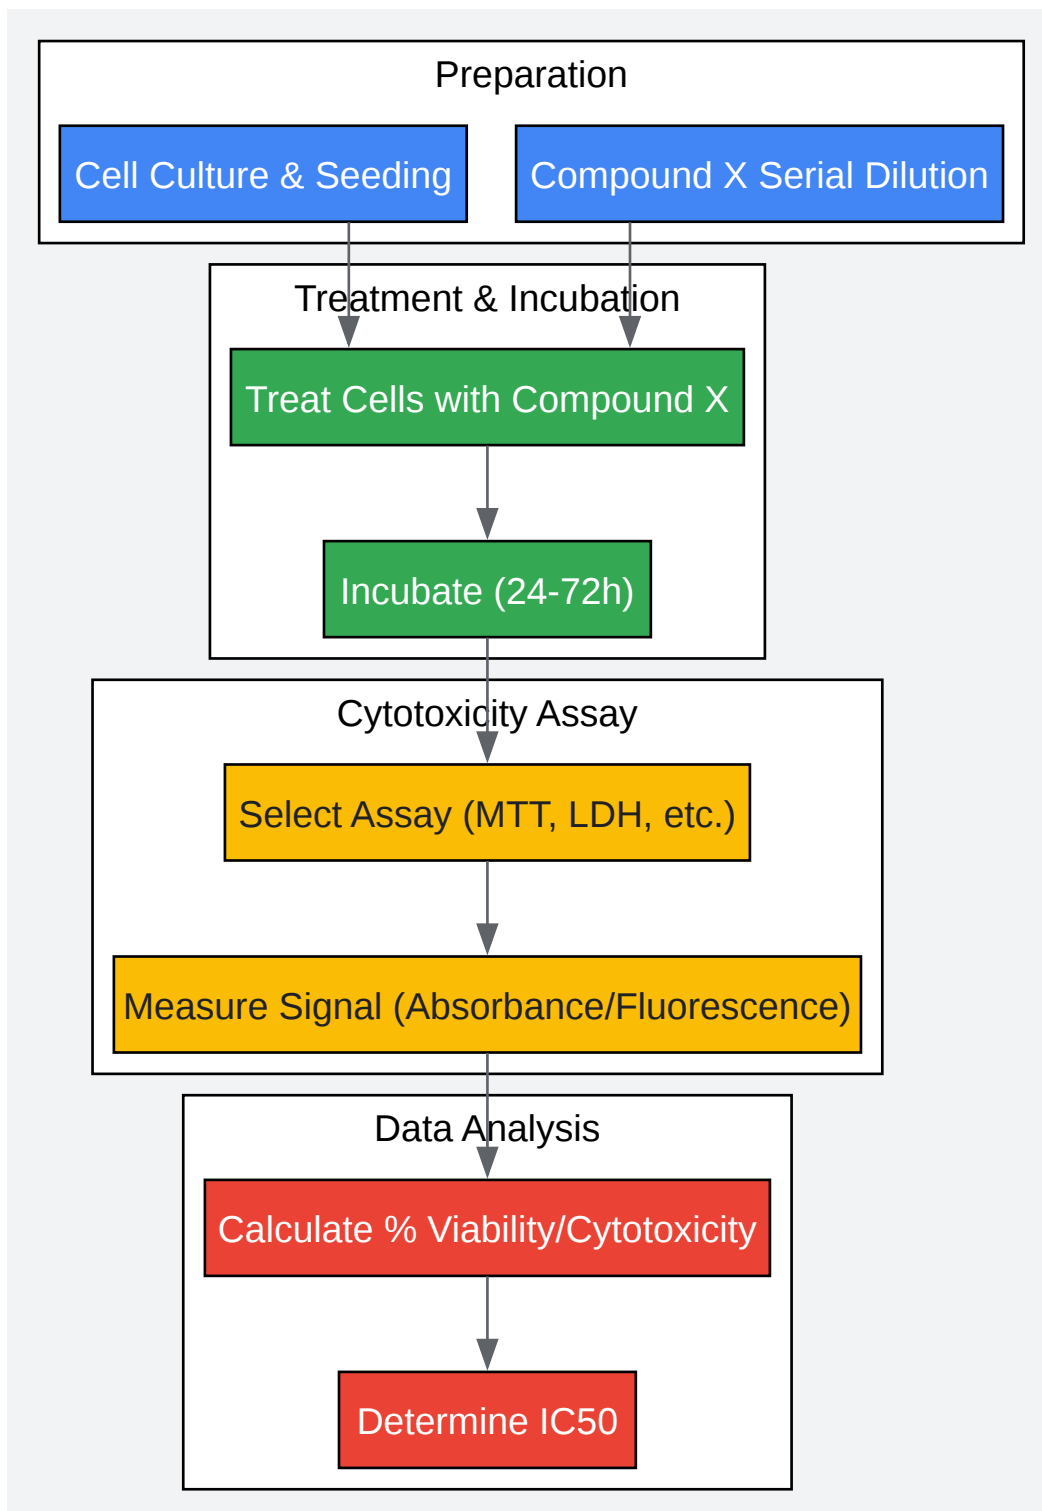 Preparation
Cell Culture & Seeding
Compound X Serial Dilution
Treatment & Incubation
Treat Cells with Compound X
Incubate (24-72h)
Cytotoxicity Assay
Select Assay (MTT, LDH, etc.)
Measure Signal (Absorbance/Fluorescence)
Data Analysis
Calculate % Viability/Cytotoxicity
Determine IC50